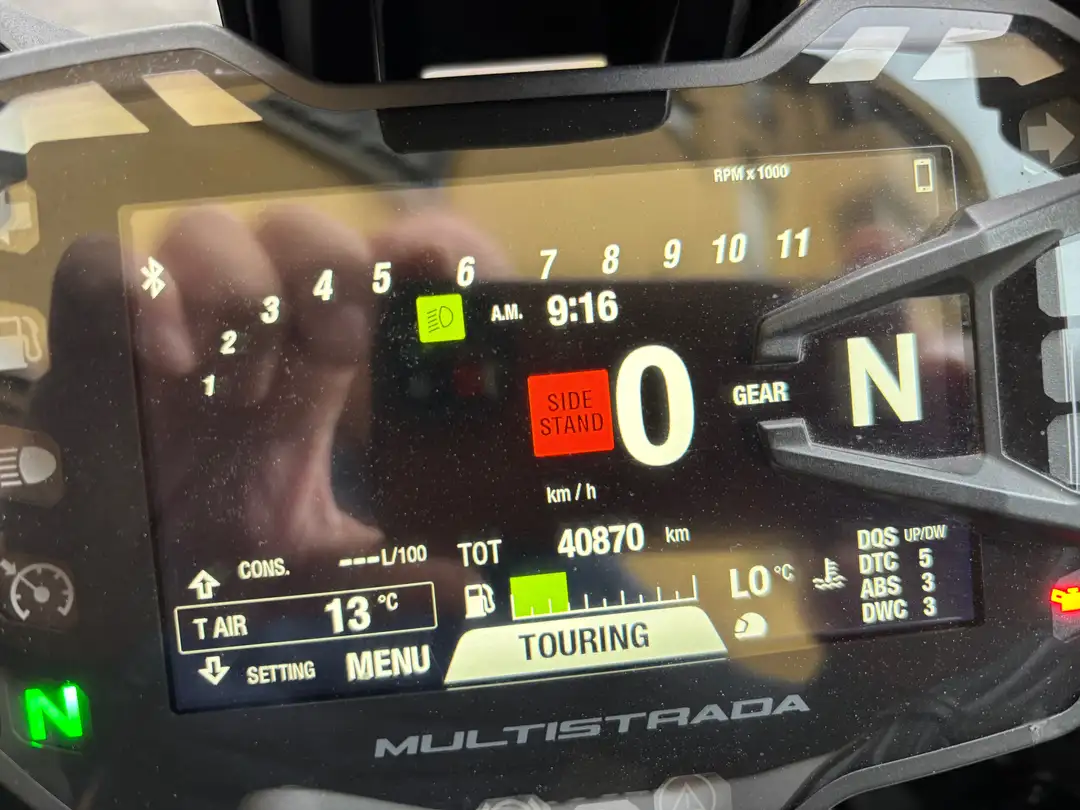 RPM x 1000
1 2 3 4 5 6 7 8 9 10 11
A.M. 9:16
SIDE
STAND
0
GEAR N
km/h
CONS. ---L/100
TOT 40870 km
T AIR 13 °C
LO °C
DQS UP/DW
DTC 5
ABS 3
DWC 3
SETTING MENU
TOURING
N
MULTISTRADA